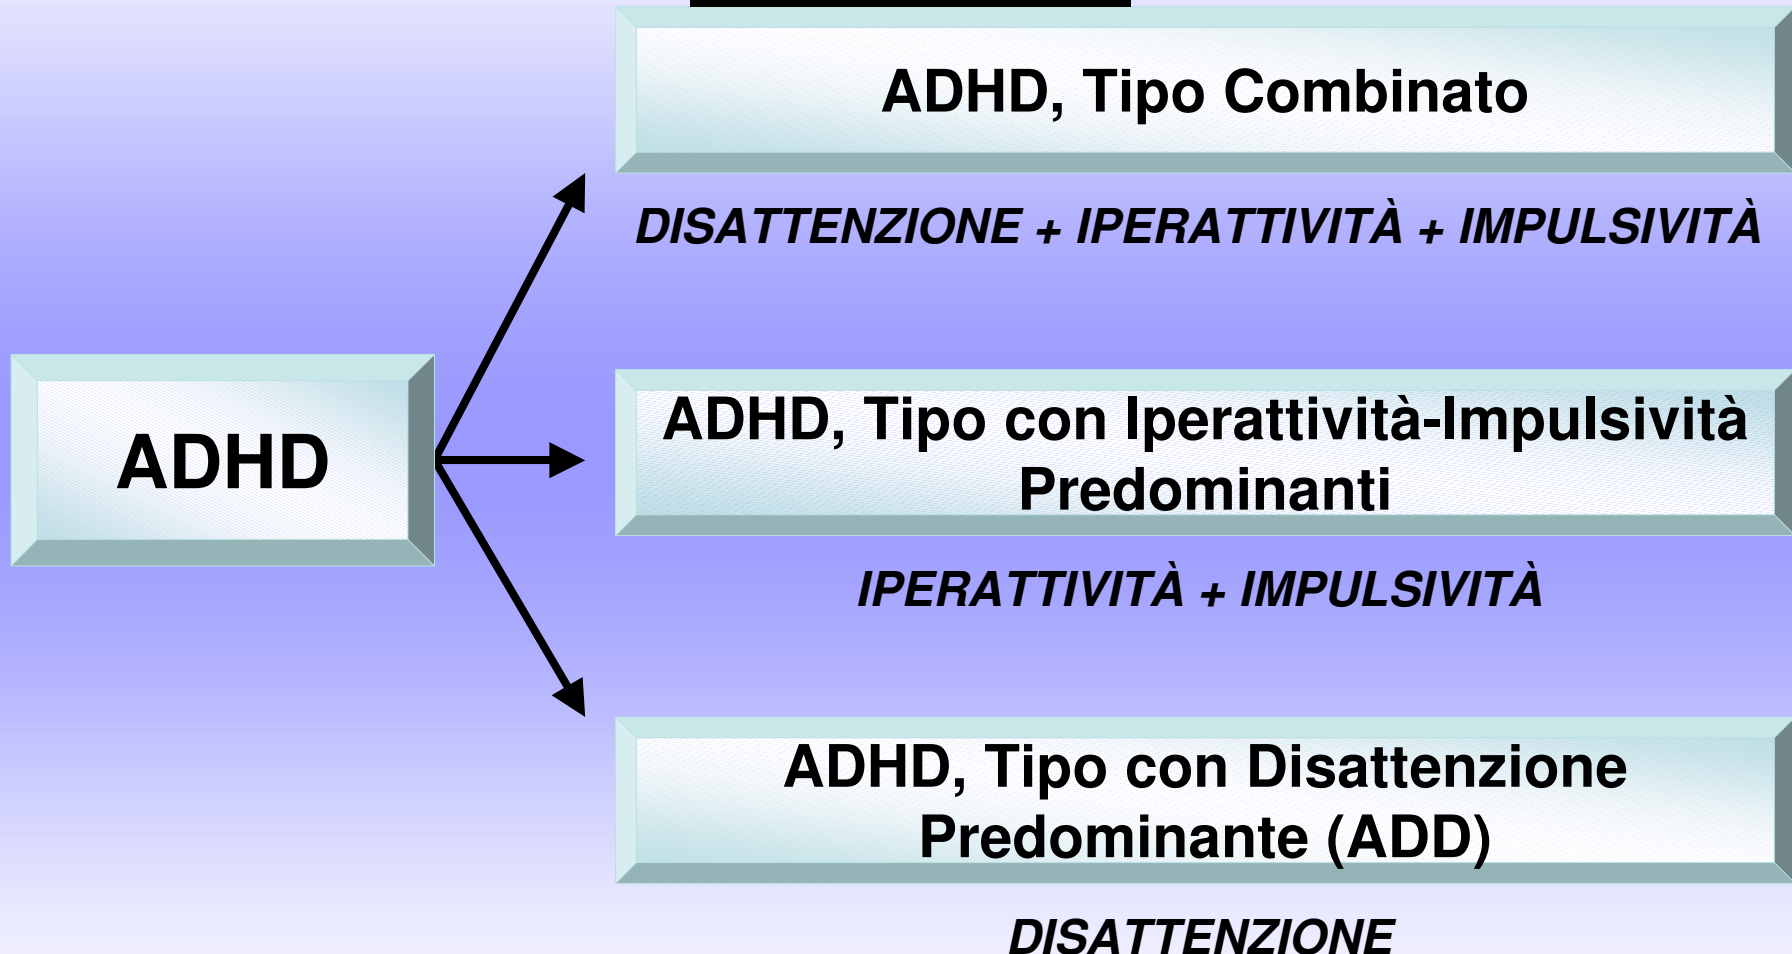 ADHD, Tipo Combinato
DISATTENZIONE + IPERATTIVITÀ + IMPULSIVITÀ
ADHD
ADHD, Tipo con Iperattività-Impulsività
Predominanti
IPERATTIVITÀ + IMPULSIVITÀ
ADHD, Tipo con Disattenzione
Predominante (ADD)
DISATTENZIONE